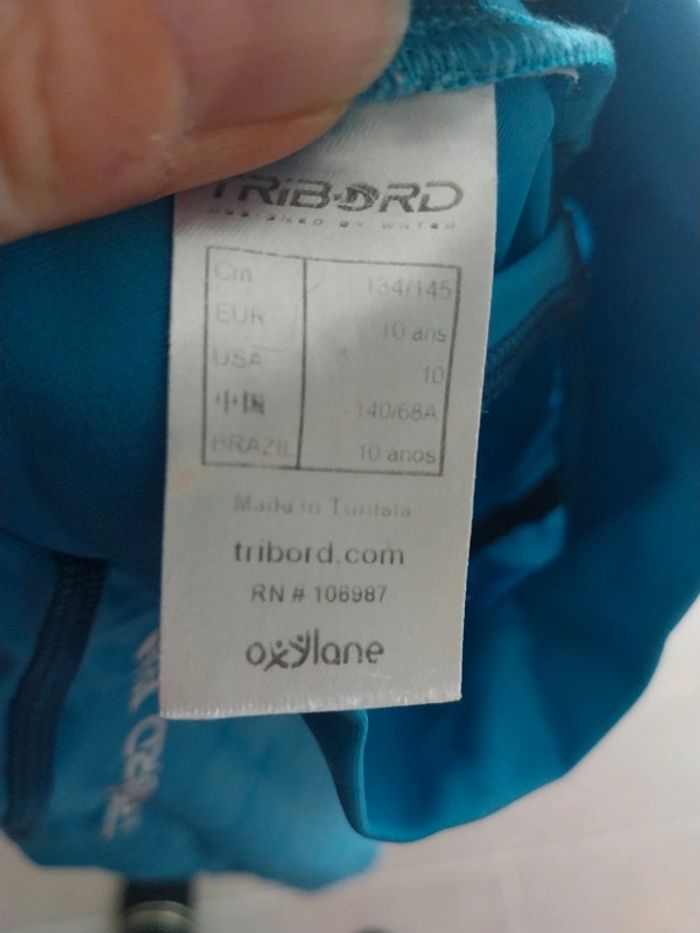 TRIBORD
Cm 134/145
EUR 10 ans
USA 10
中国 140/68A
BRAZIL 10 anos
Made in Tunisia
tribord.com
RN # 106987
oxylane
TRIBORD